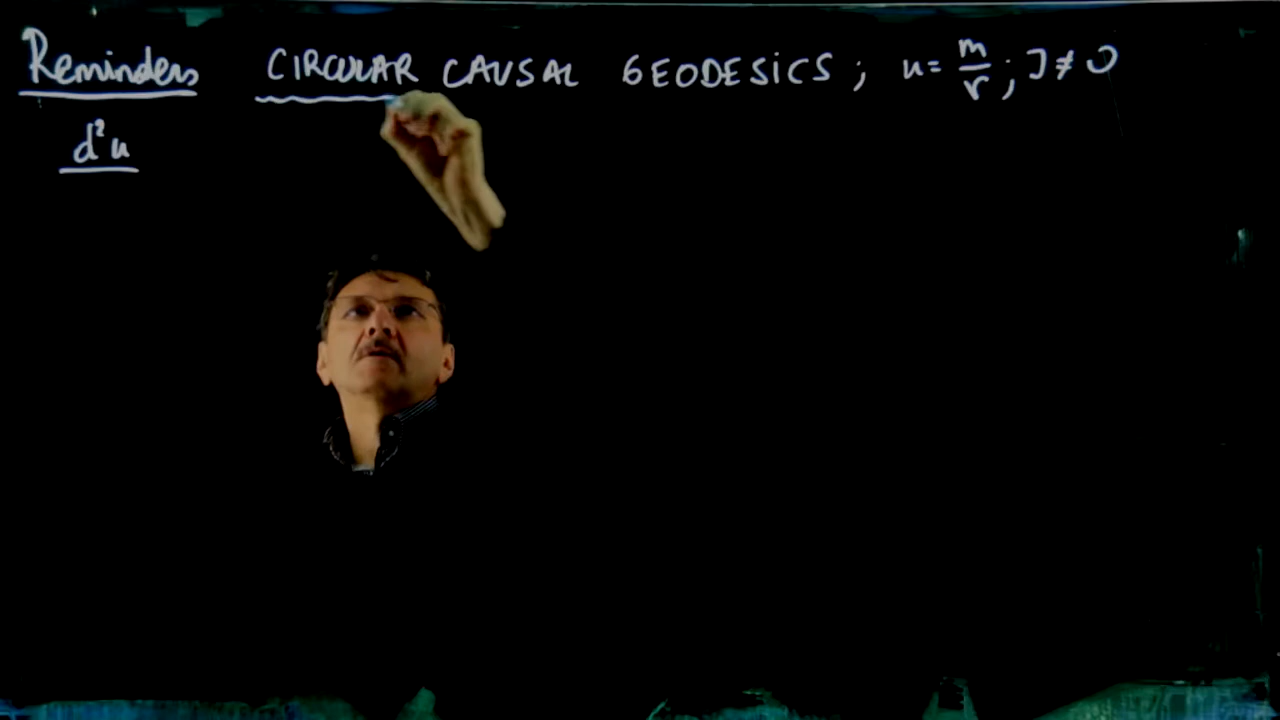 Reminders CIRCULAR CAUSAL GEODESICS ; u = m/r ; J ≠ 0
d²u